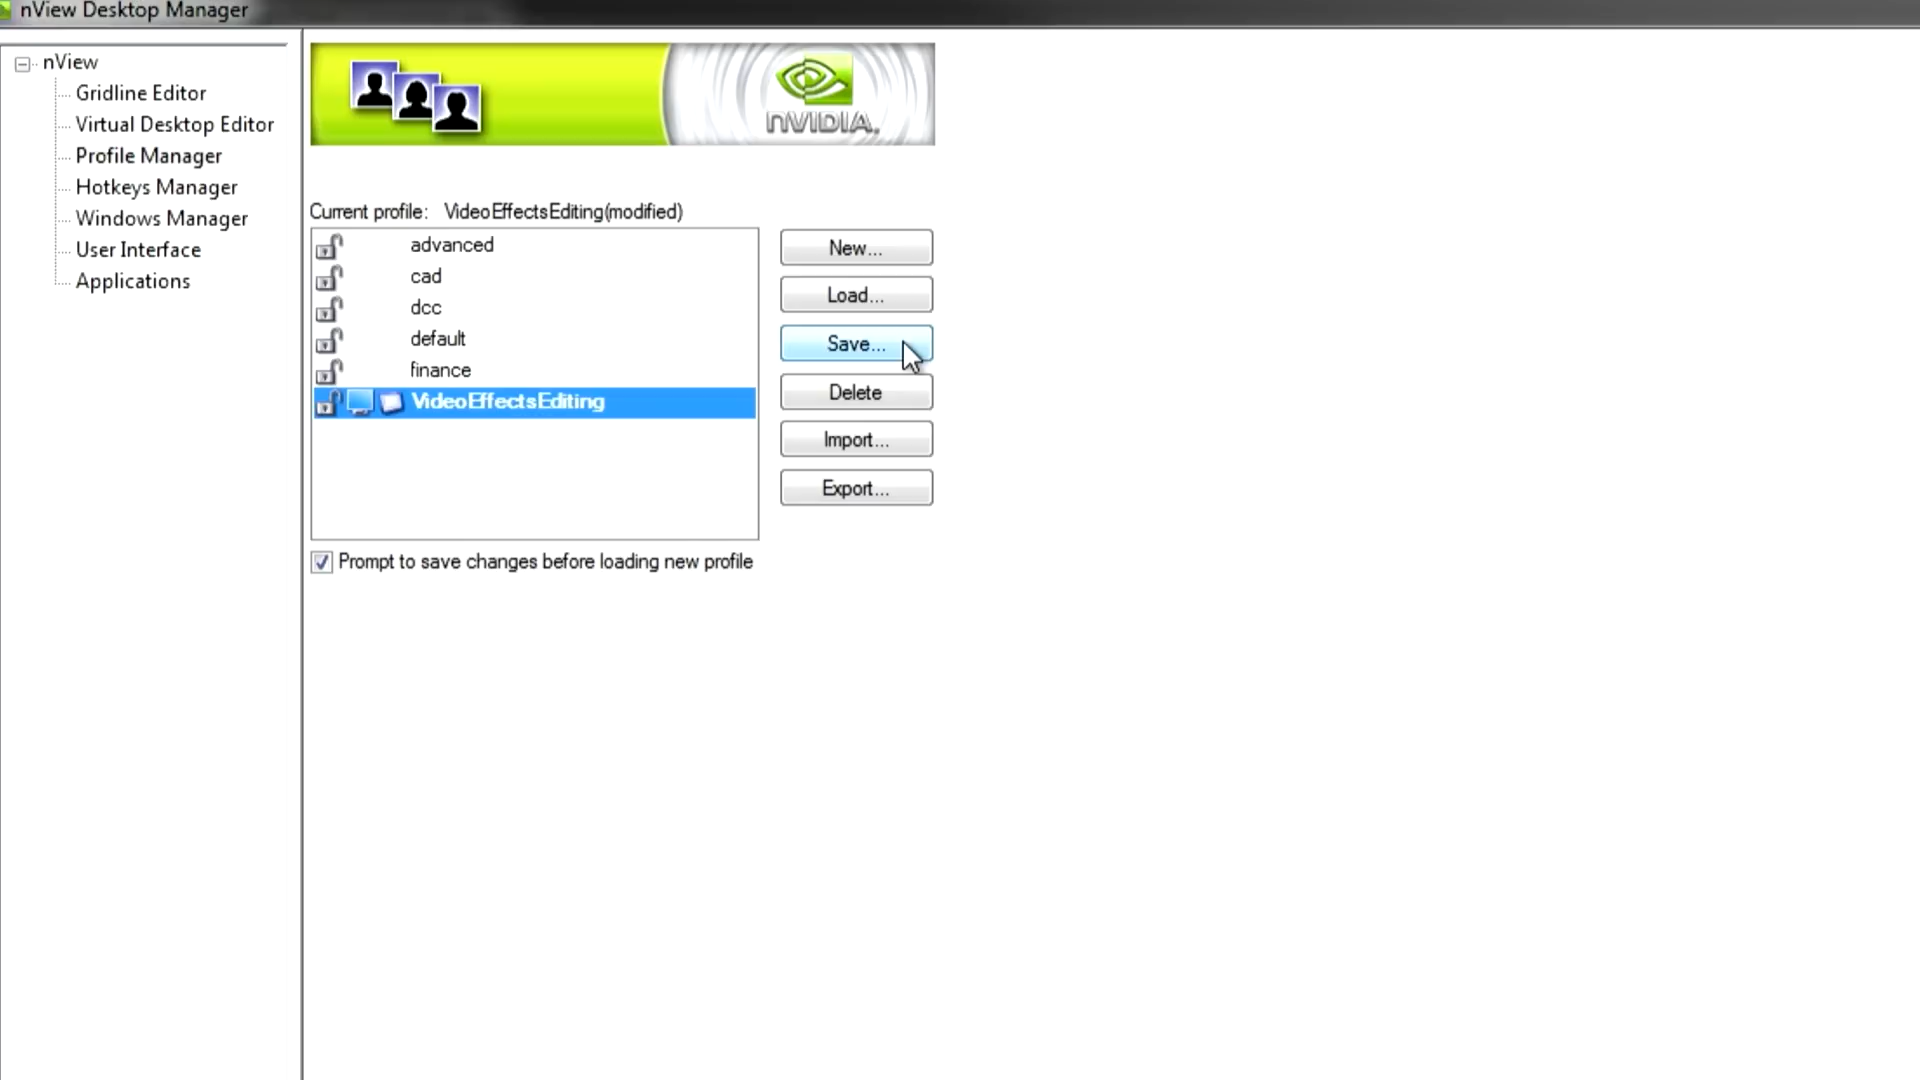 nView Desktop Manager
nView
Gridline Editor
Virtual Desktop Editor
Profile Manager
Hotkeys Manager
Windows Manager
User Interface
Applications
nVIDIA.
Current profile: VideoEffectsEditing(modified)
advanced
cad
dcc
default
finance
VideoEffectsEditing
New...
Load...
Save...
Delete
Import...
Export...
Prompt to save changes before loading new profile